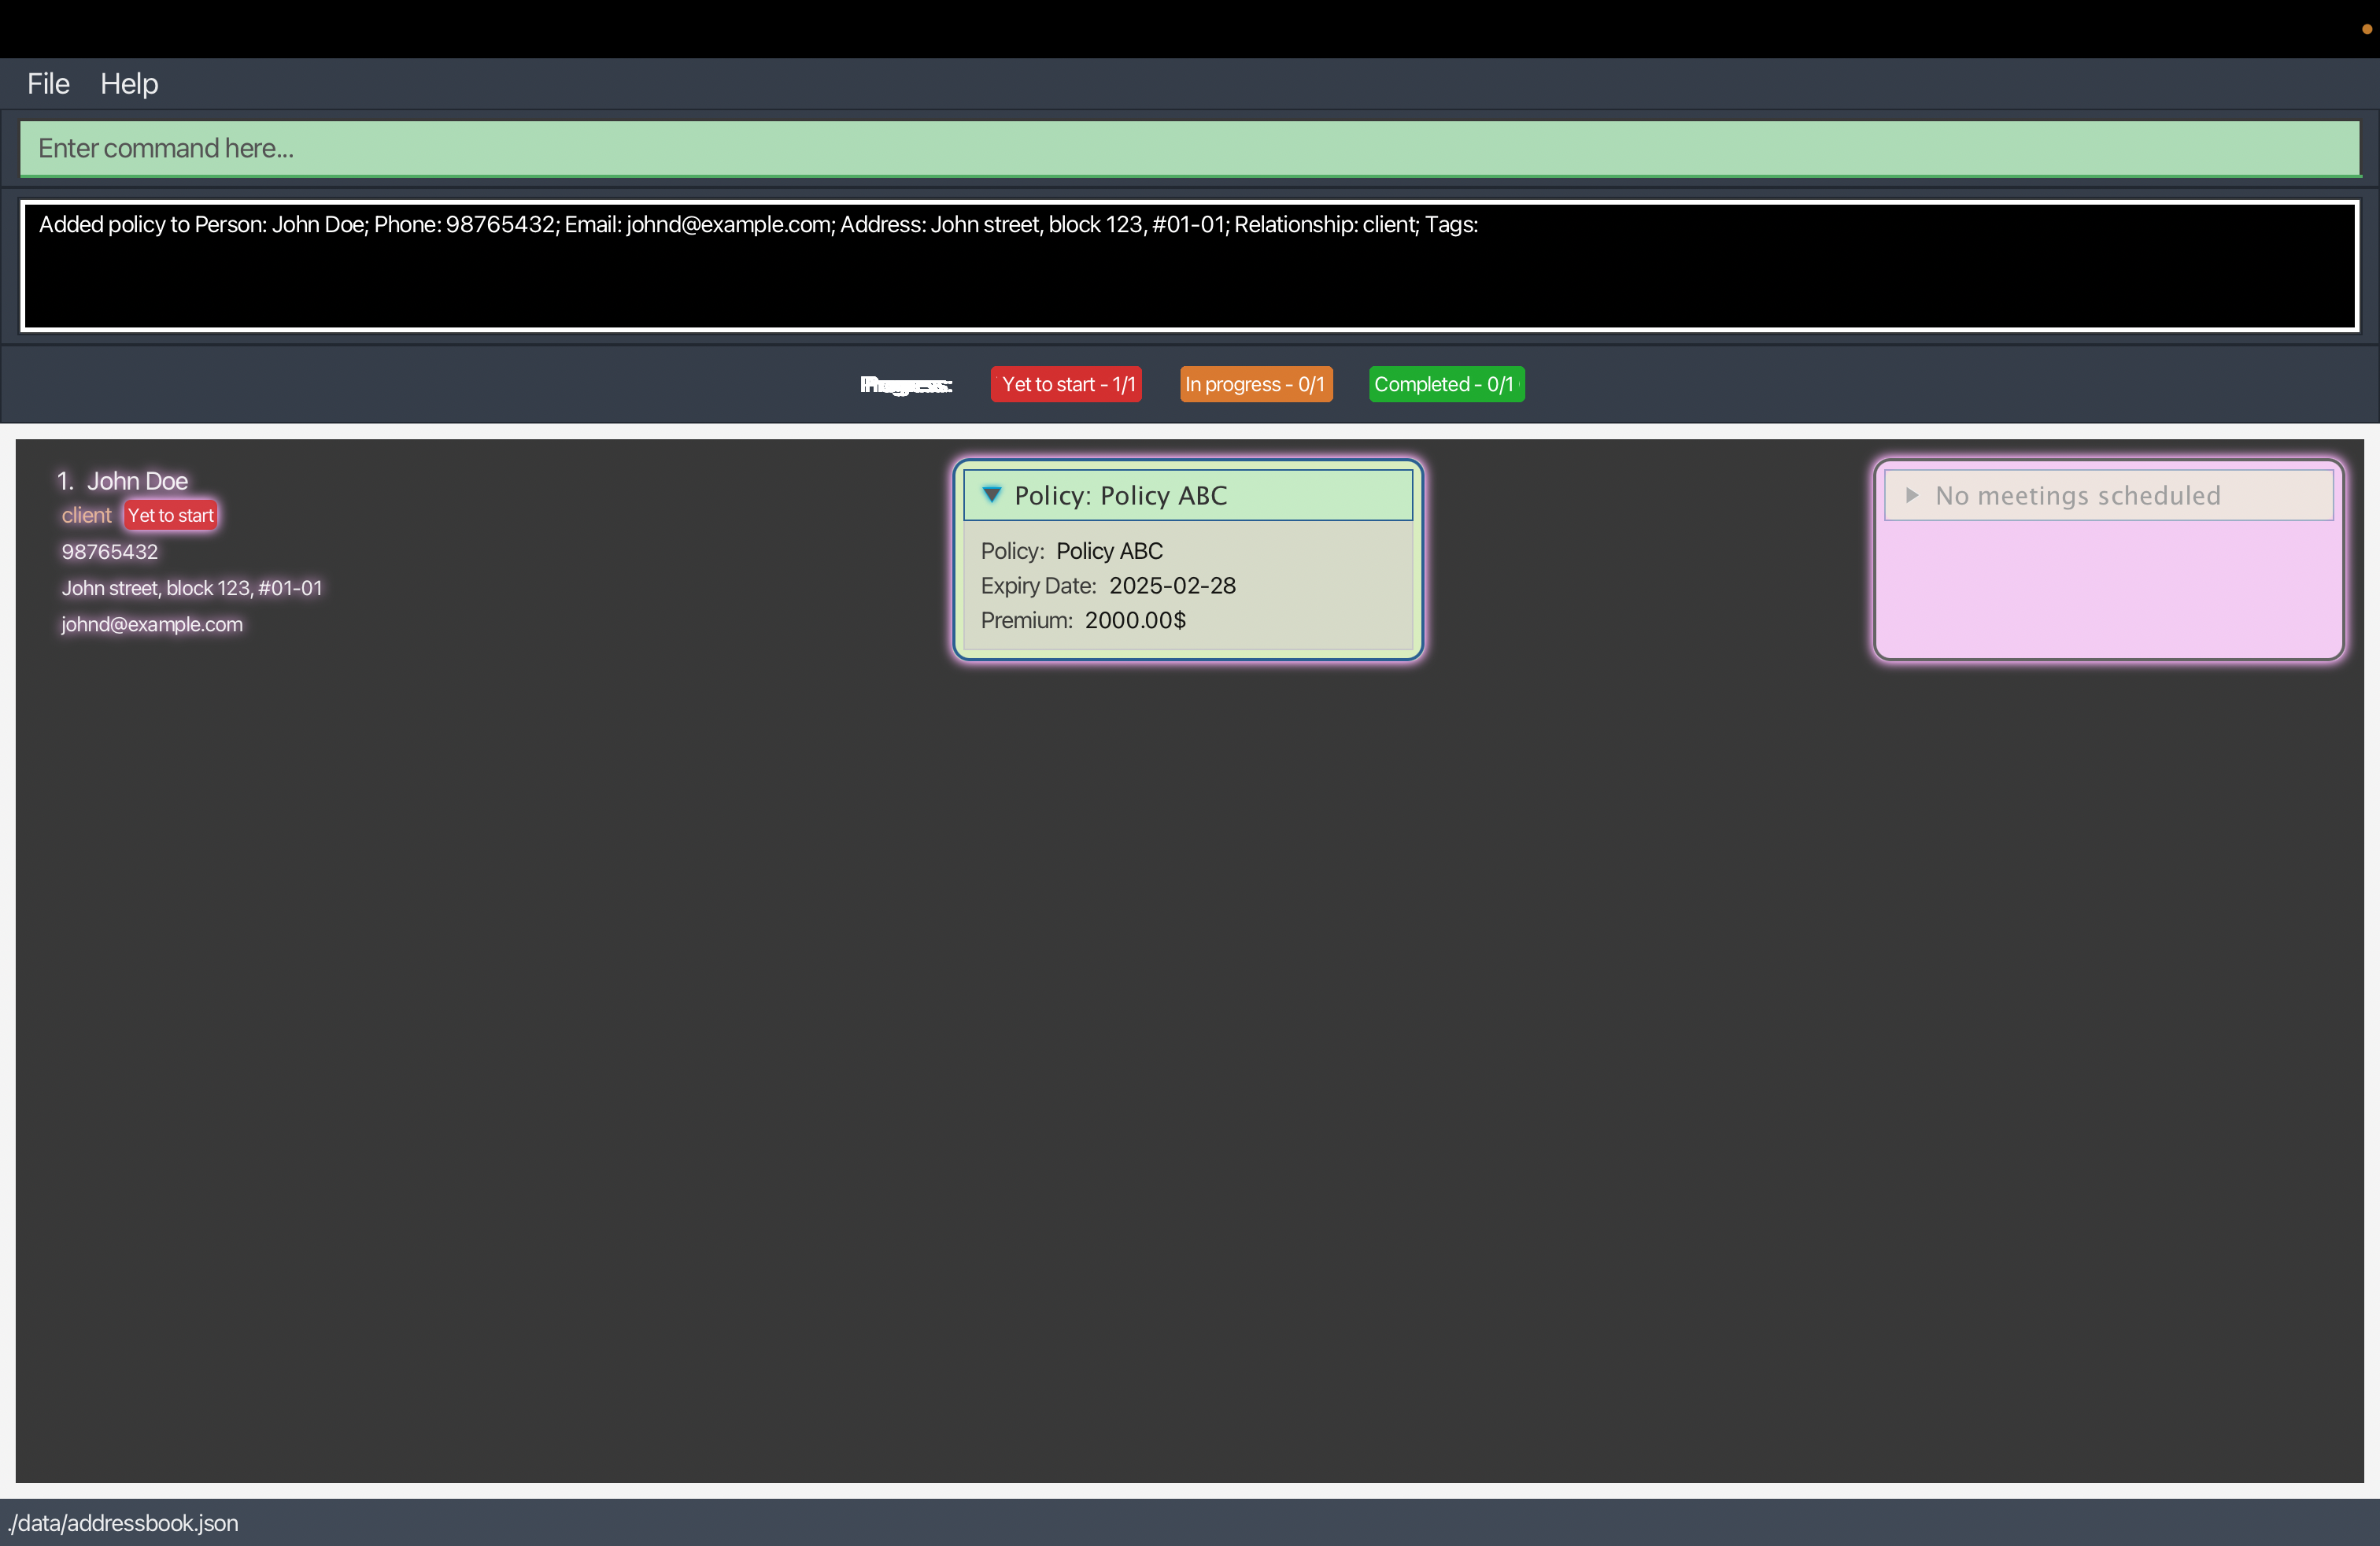 File Help
Enter command here...
Added policy to Person: John Doe; Phone: 98765432; Email: johnd@example.com; Address: John street, block 123, #01-01; Relationship: client; Tags:
Yet to start - 1/1 In progress - 0/1 Completed - 0/1
1. John Doe
client Yet to start
98765432
John street, block 123, #01-01
johnd@example.com
Policy: Policy ABC
Policy: Policy ABC
Expiry Date: 2025-02-28
Premium: 2000.00$
No meetings scheduled
./data/addressbook.json